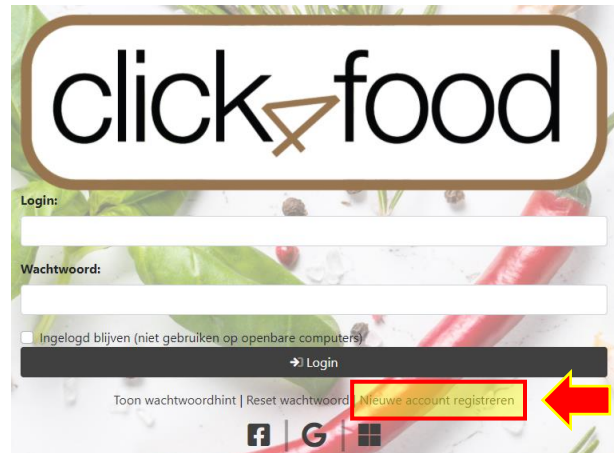 click4food
Login:
Wachtwoord:
Ingelogd blijven (niet gebruiken op openbare computers)
Login
Toon wachtwoordhint | Reset wachtwoord | Nieuwe account registreren